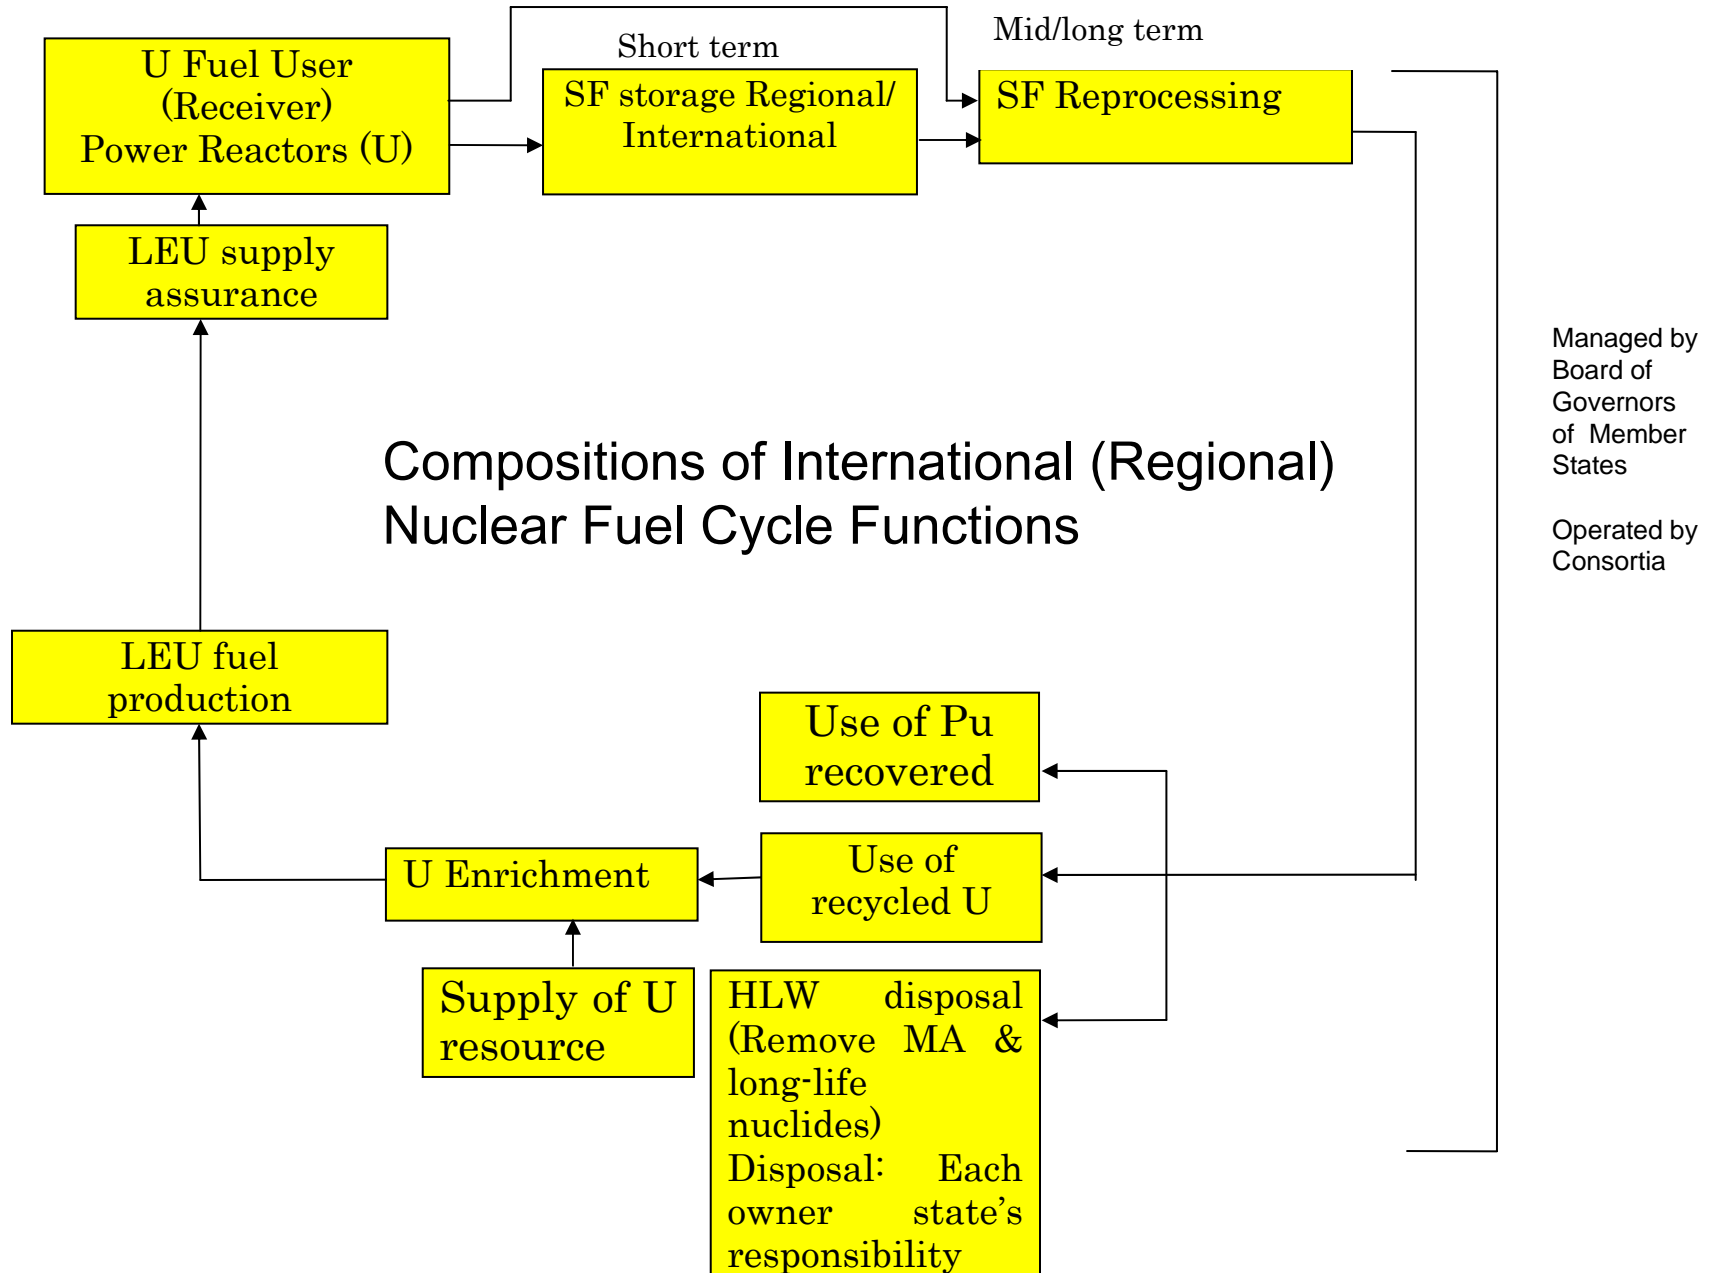 U Fuel User
(Receiver)
Power Reactors (U)
Short term
SF storage Regional/
International
Mid/long term
SF Reprocessing
LEU supply
assurance
Managed by
Board of
Governors
of Member
States
Operated by
Consortia
Compositions of International (Regional)
Nuclear Fuel Cycle Functions
LEU fuel
production
Use of Pu
recovered
U Enrichment
Use of
recycled U
Supply of U
resource
HLW disposal
(Remove MA &
long-life
nuclides)
Disposal: Each
owner state’s
responsibility